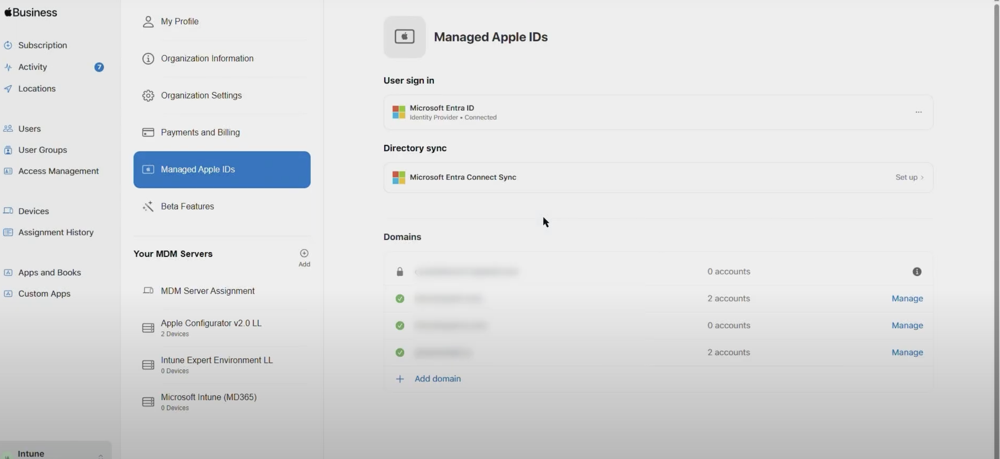 Business
Subscription
Activity 7
Locations
Users
User Groups
Access Management
Devices
Assignment History
Apps and Books
Custom Apps
Intune
My Profile
Organization Information
Organization Settings
Payments and Billing
Managed Apple IDs
Beta Features
Your MDM Servers
Add
MDM Server Assignment
Apple Configurator v2.0 LL
2 Devices
Intune Expert Environment LL
0 Devices
Microsoft Intune (MD365)
0 Devices
Managed Apple IDs
User sign in
Microsoft Entra ID
Identity Provider • Connected
...
Directory sync
Microsoft Entra Connect Sync
Set up >
Domains
0 accounts
2 accounts Manage
0 accounts Manage
2 accounts Manage
+ Add domain